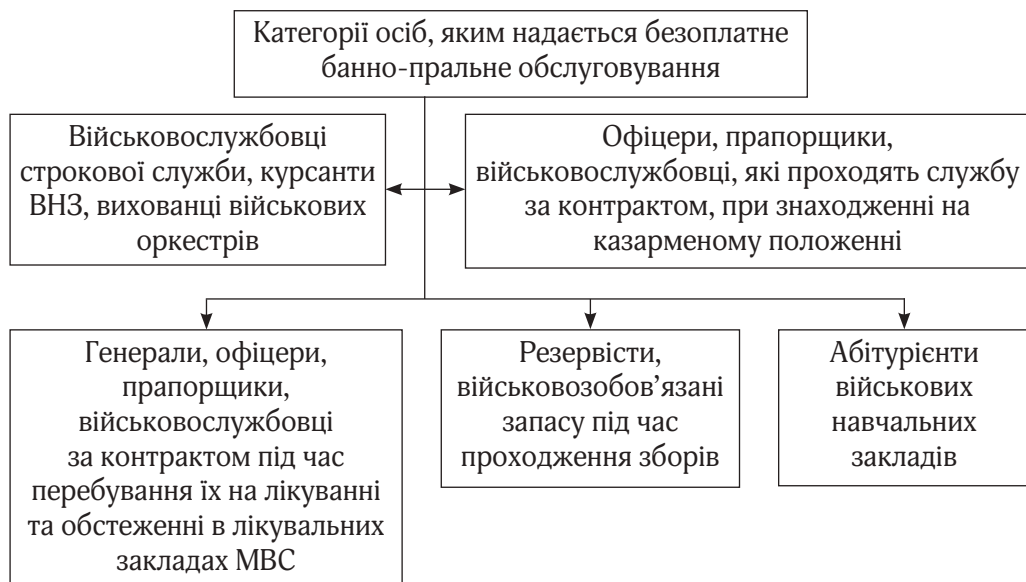 Категорії осіб, яким надається безоплатне
банно-пральне обслуговування
Військовослужбовці
строкової служби, курсанти
ВНЗ, вихованці військових
оркестрів
Офіцери, прапорщики,
військовослужбовці, які проходять службу
за контрактом, при знаходженні на
казарменому положенні
Генерали, офіцери,
прапорщики,
військовослужбовці
за контрактом під час
перебування їх на лікуванні
та обстеженні в лікувальних
закладах МВС
Резервісти,
військовозобов’язані
запасу під час
проходження зборів
Абітурієнти
військових
навчальних
закладів